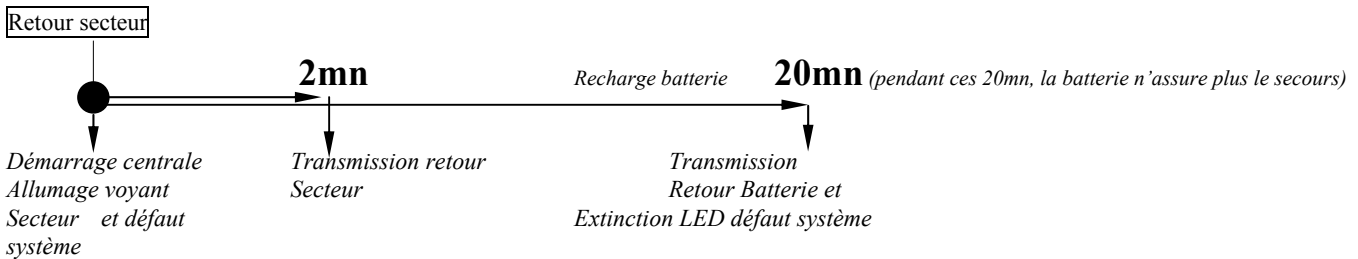 Retour secteur
2mn
Recharge batterie 20mn (pendant ces 20mn, la batterie n’assure plus le secours)
Démarrage centrale
Allumage voyant
Secteur et défaut
système
Transmission retour
Secteur
Transmission
Retour Batterie et
Extinction LED défaut système